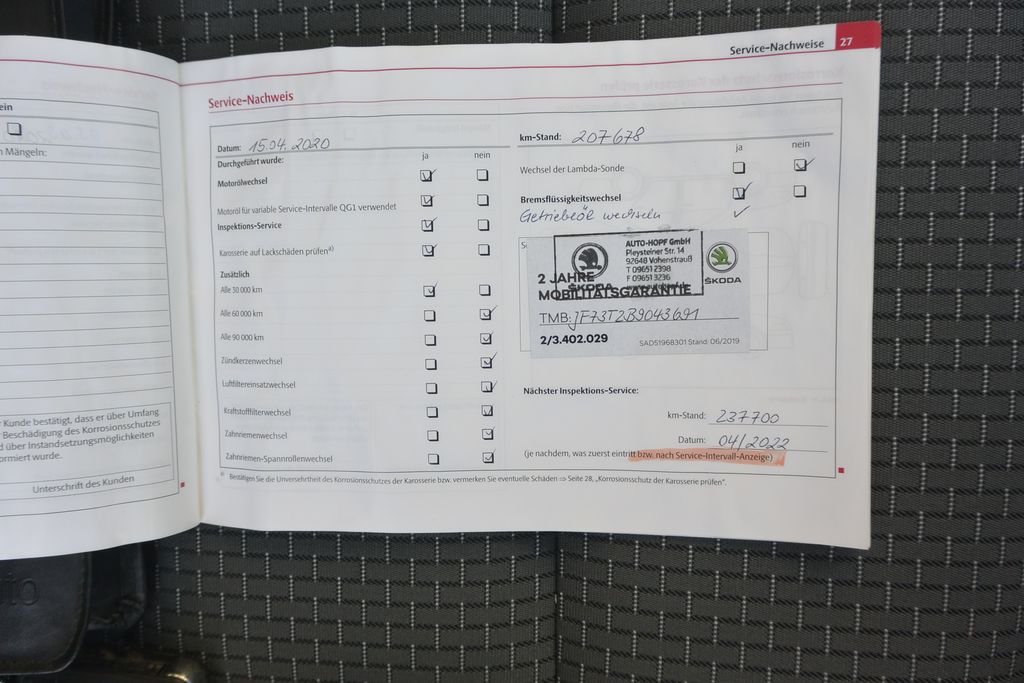 Service-Nachweise 27
ein
n Mängeln:
r Kunde bestätigt, dass er über Umfang
Beschädigung des Korrosionsschutzes
d über Instandsetzungsmöglichkeiten
ormiert wurde.
Unterschrift des Kunden
Service-Nachweis
Datum: 15.04.2020
Durchgeführt wurde: ja nein
Motorölwechsel
Motoröl für variable Service-Intervalle QG1 verwendet
Inspektions-Service
Karosserie auf Lackschäden prüfen a)
Zusätzlich
Alle 30 000 km
Alle 60 000 km
Alle 90 000 km
Zündkerzenwechsel
Luftfiltereinsatzwechsel
Kraftstofffilterwechsel
Zahnriemenwechsel
Zahnriemen-Spannrollenwechsel
km-Stand: 207678
ja nein
Wechsel der Lambda-Sonde
Bremsflüssigkeitswechsel
Getriebeöl wechseln
AUTO-HOPF GmbH
Pleysteiner Str. 14
92648 Vohenstrauß
T 09651 2398
F 09651 3236
ŠKODA
ŠKODA
2 JAHRE
MOBILITÄTSGARANTIE
TMB: JF73T2B9043691
2/3.402.029 SAD51968301 Stand: 06/2019
Nächster Inspektions-Service:
km-Stand: 237700
Datum: 04/2022
(je nachdem, was zuerst eintritt bzw. nach Service-Intervall-Anzeige)
a) Bestätigen Sie die Unversehrtheit des Korrosionsschutzes der Karosserie bzw. vermerken Sie eventuelle Schäden ⇒ Seite 28, „Korrosionsschutz der Karosserie prüfen“.